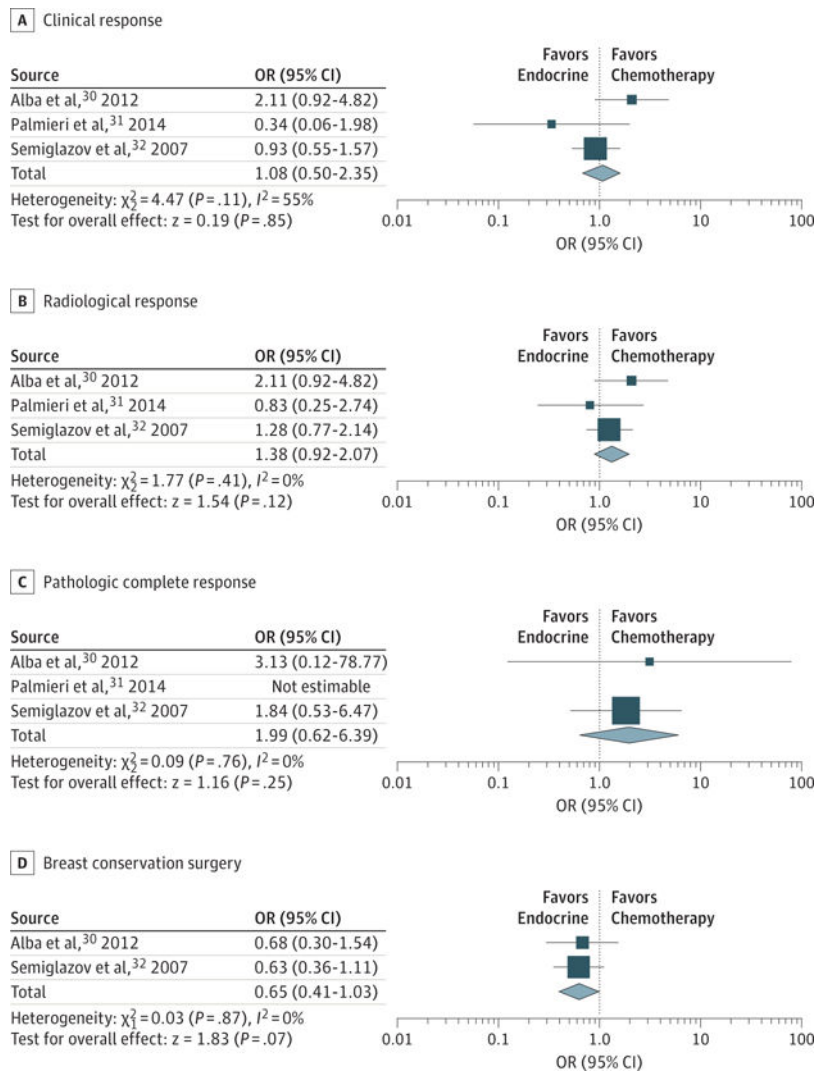 A Clinical response
Favors Favors
Source OR (95% CI) Endocrine Chemotherapy
Alba et al,30 2012 2.11 (0.92-4.82)
Palmieri et al,31 2014 0.34 (0.06-1.98)
Semiglazov et al,32 2007 0.93 (0.55-1.57)
Total 1.08 (0.50-2.35)
Heterogeneity: χ²₂ = 4.47 (P = .11), I² = 55%
Test for overall effect: z = 0.19 (P = .85)
0.01 0.1 1.0 10 100
OR (95% CI)
B Radiological response
Favors Favors
Source OR (95% CI) Endocrine Chemotherapy
Alba et al,30 2012 2.11 (0.92-4.82)
Palmieri et al,31 2014 0.83 (0.25-2.74)
Semiglazov et al,32 2007 1.28 (0.77-2.14)
Total 1.38 (0.92-2.07)
Heterogeneity: χ²₂ = 1.77 (P = .41), I² = 0%
Test for overall effect: z = 1.54 (P = .12)
0.01 0.1 1.0 10 100
OR (95% CI)
C Pathologic complete response
Favors Favors
Source OR (95% CI) Endocrine Chemotherapy
Alba et al,30 2012 3.13 (0.12-78.77)
Palmieri et al,31 2014 Not estimable
Semiglazov et al,32 2007 1.84 (0.53-6.47)
Total 1.99 (0.62-6.39)
Heterogeneity: χ²₂ = 0.09 (P = .76), I² = 0%
Test for overall effect: z = 1.16 (P = .25)
0.01 0.1 1.0 10 100
OR (95% CI)
D Breast conservation surgery
Favors Favors
Source OR (95% CI) Endocrine Chemotherapy
Alba et al,30 2012 0.68 (0.30-1.54)
Semiglazov et al,32 2007 0.63 (0.36-1.11)
Total 0.65 (0.41-1.03)
Heterogeneity: χ²₁ = 0.03 (P = .87), I² = 0%
Test for overall effect: z = 1.83 (P = .07)
0.01 0.1 1.0 10 100
OR (95% CI)